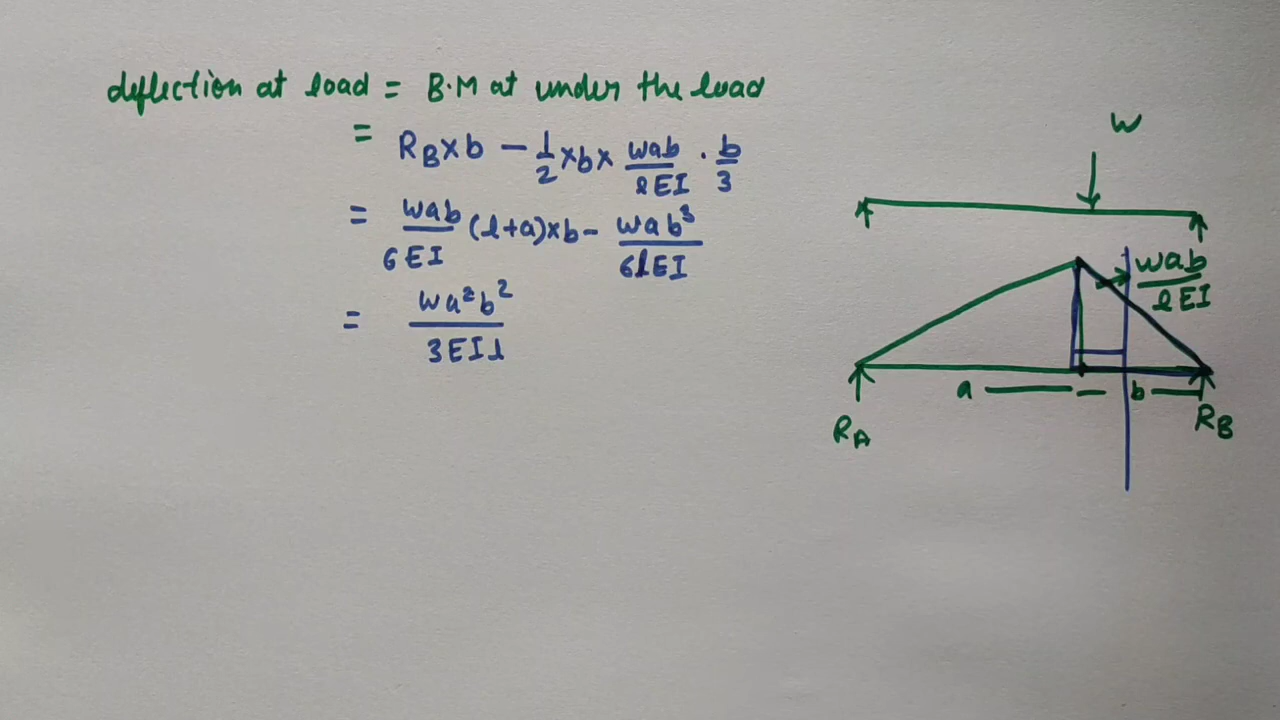 deflection at load = B.M at under the load
= RB×b - 1/2 ×b× wab/lEI · b/3
= wab/6EI (l+a)×b - wab³/6lEI
= wa²b²/3EIl
W
wab/lEI
a b
RA RB